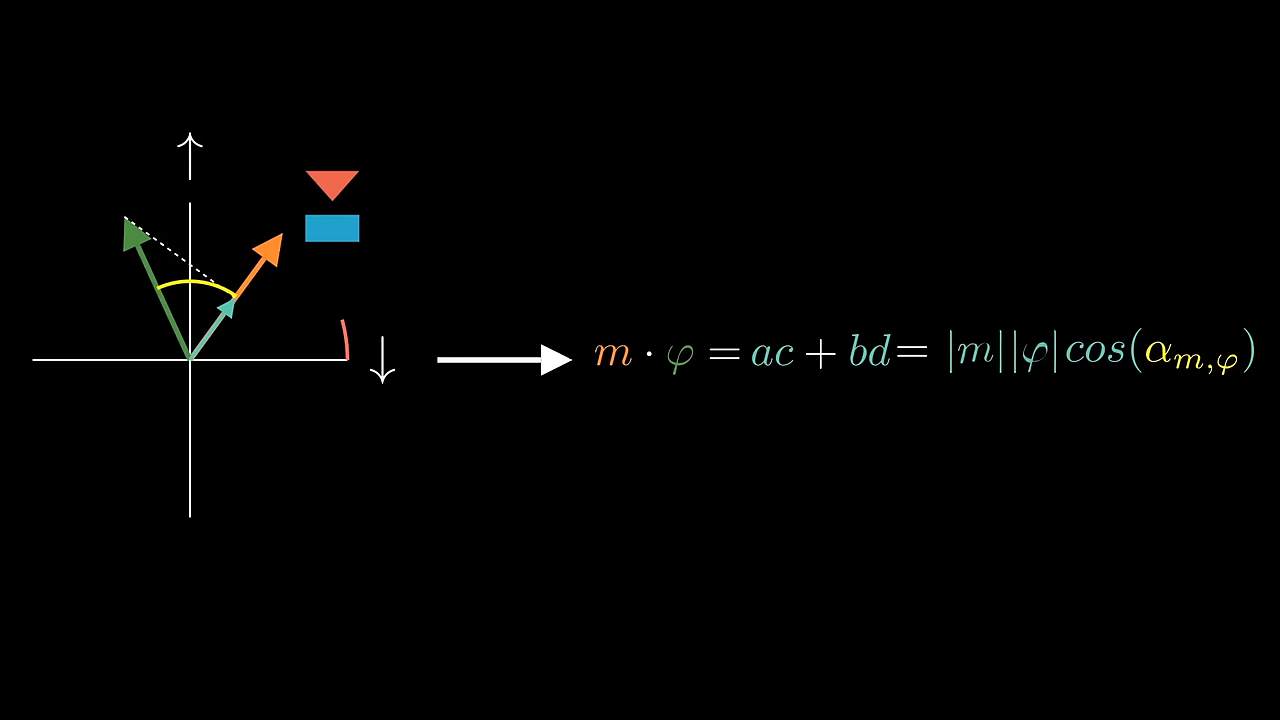 m · φ = ac + bd = |m||φ| cos(α_{m,φ})